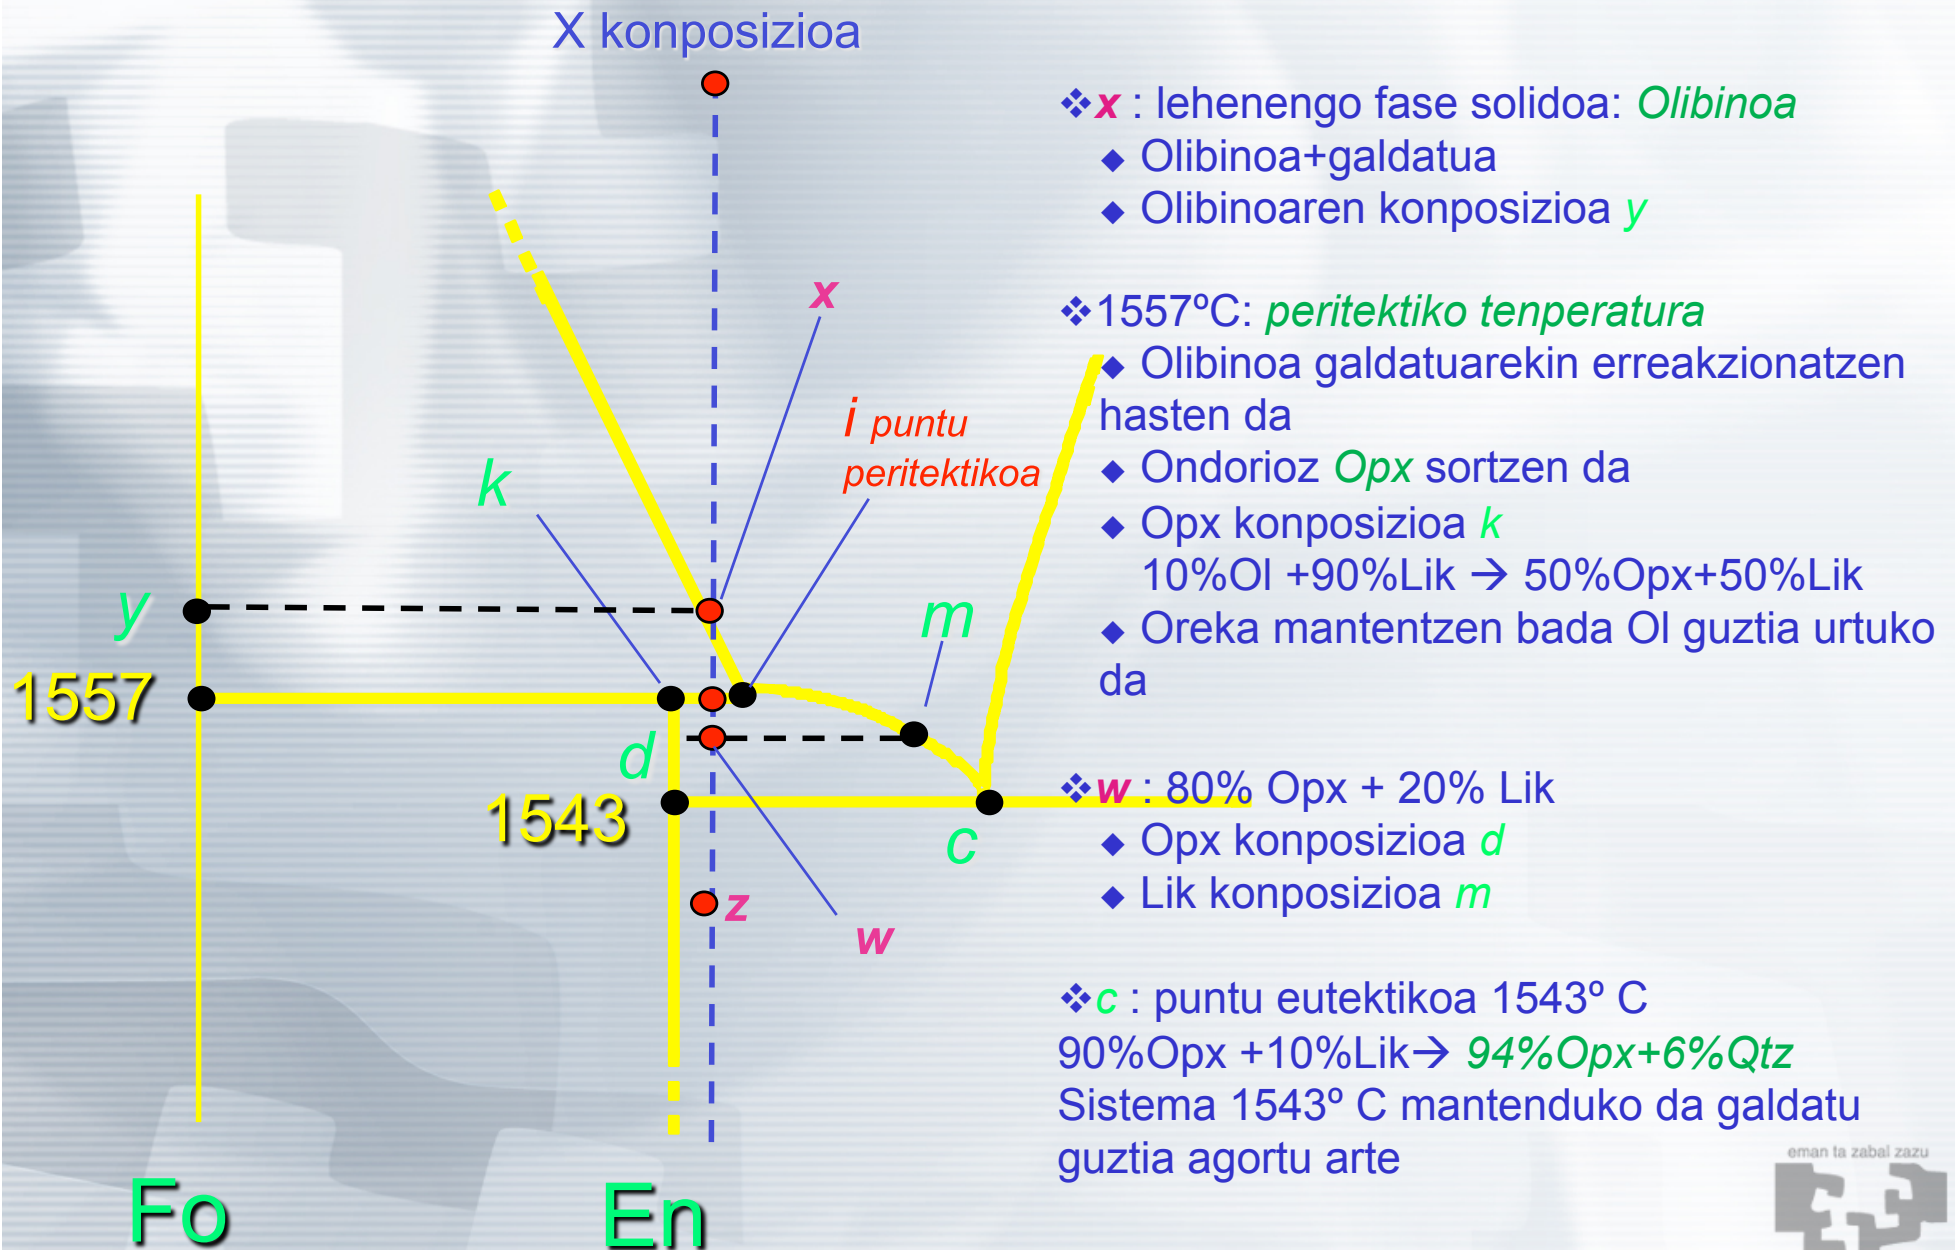 X konposizioa
x
i puntu
peritektikoa
k
y
m
1557
d
1543
c
z
w
Fo
En
❖x : lehenengo fase solidoa: Olibinoa
◆ Olibinoa+galdatua
◆ Olibinoaren konposizioa y
❖1557ºC: peritektiko tenperatura
◆ Olibinoa galdatuarekin erreakzionatzen
hasten da
◆ Ondorioz Opx sortzen da
◆ Opx konposizioa k
10%Ol +90%Lik → 50%Opx+50%Lik
◆ Oreka mantentzen bada Ol guztia urtuko
da
❖w : 80% Opx + 20% Lik
◆ Opx konposizioa d
◆ Lik konposizioa m
❖c : puntu eutektikoa 1543º C
90%Opx +10%Lik→ 94%Opx+6%Qtz
Sistema 1543º C mantenduko da galdatu
guztia agortu arte
eman ta zabal zazu